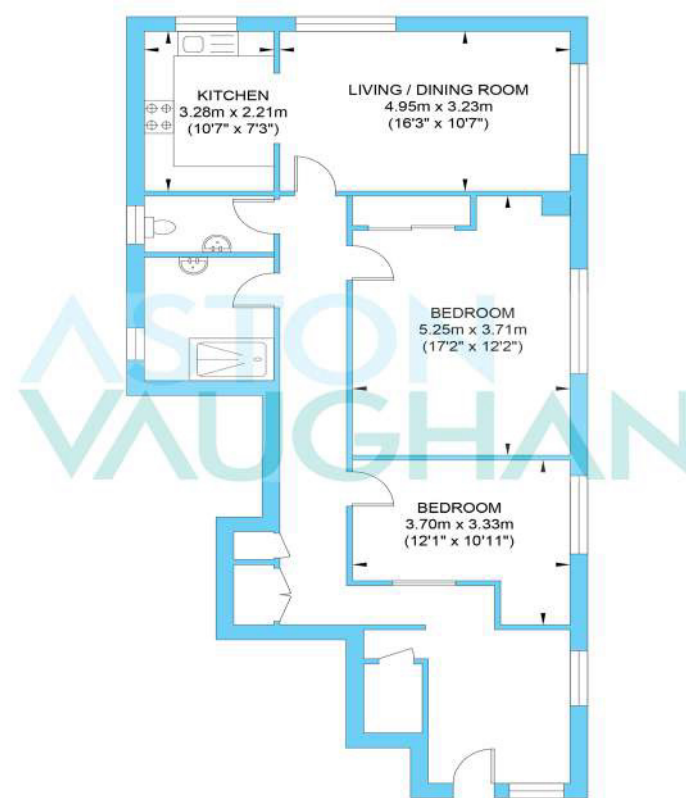 KITCHEN
3.28m x 2.21m
(10'7" x 7'3")
LIVING / DINING ROOM
4.95m x 3.23m
(16'3" x 10'7")
BEDROOM
5.25m x 3.71m
(17'2" x 12'2")
ASTON
VAUGHAN
BEDROOM
3.70m x 3.33m
(12'1" x 10'11")